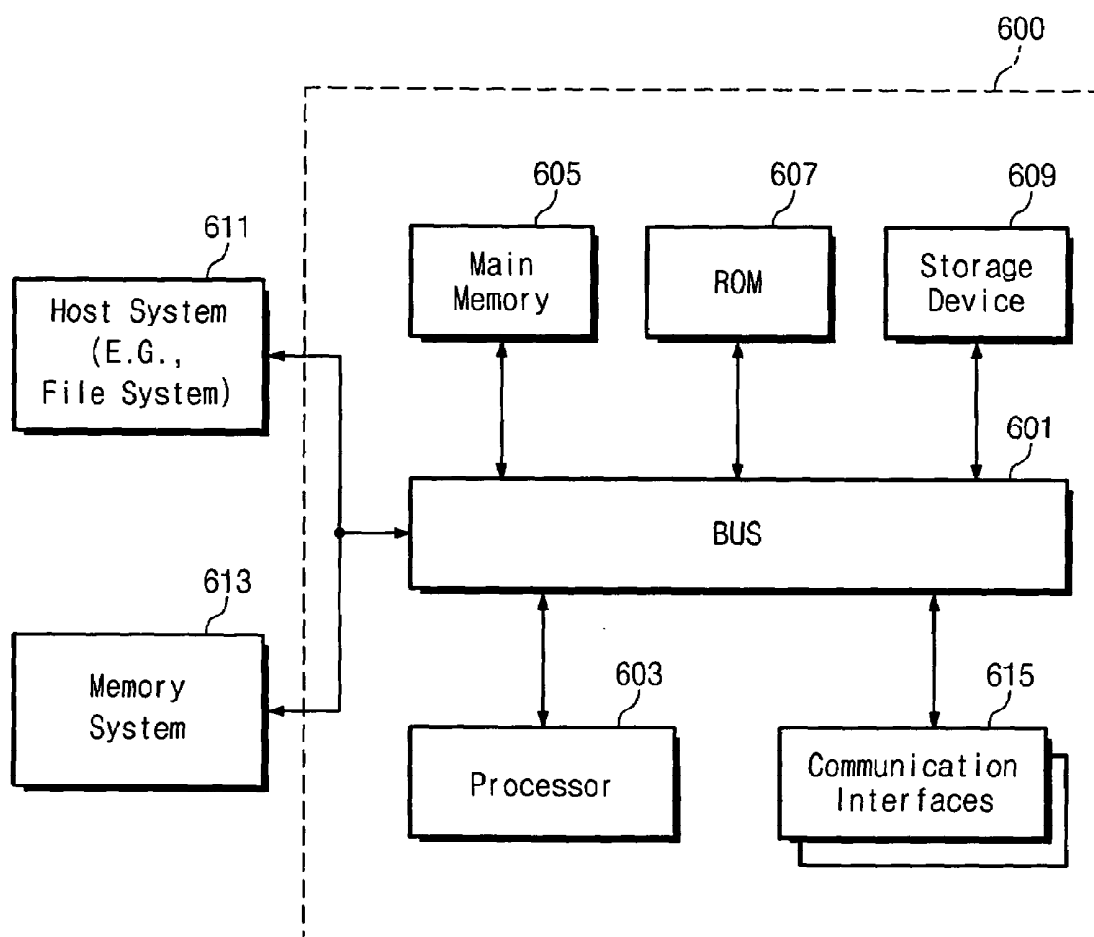 600
605
607
609
611
Main
Memory
ROM
Storage
Device
Host System
(E.G.,
File System)
601
BUS
613
603
615
Memory
System
Processor
Communication
Interfaces